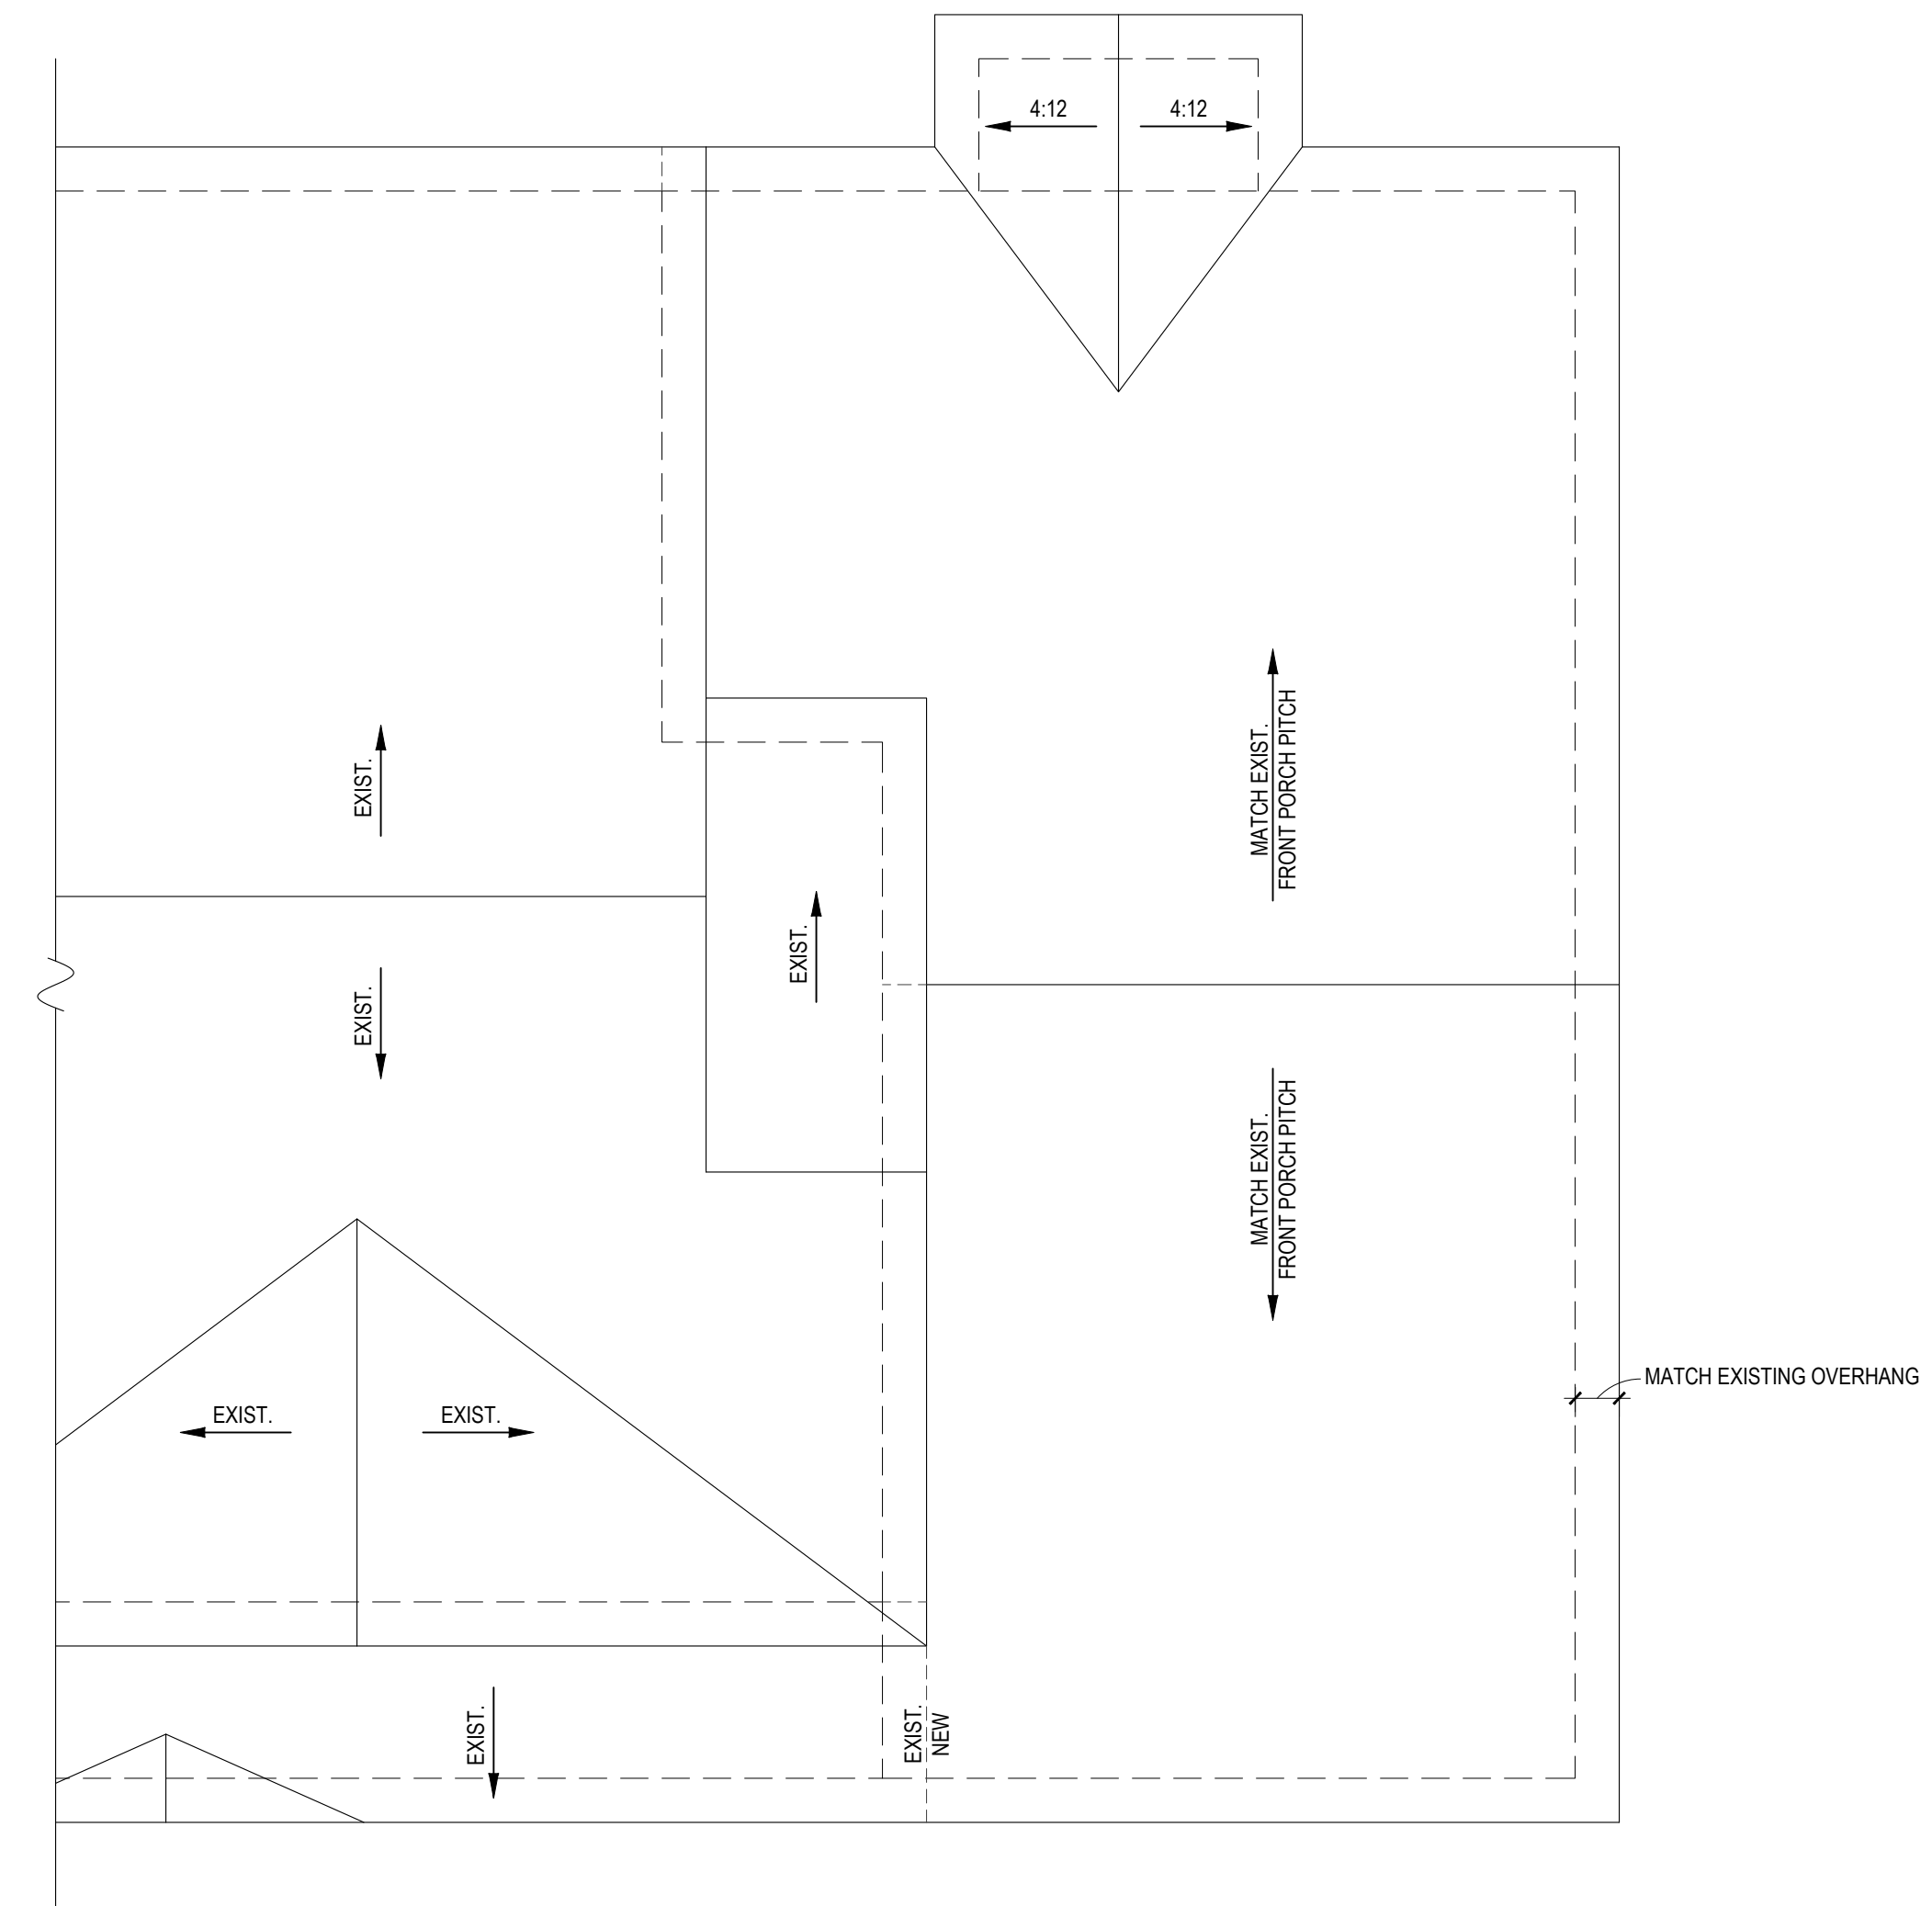 4:12
4:12
MATCH EXIST.
FRONT PORCH PITCH
EXIST.
EXIST.
EXIST.
MATCH EXIST.
FRONT PORCH PITCH
MATCH EXISTING OVERHANG
EXIST.
EXIST.
EXIST.
EXIST.
NEW